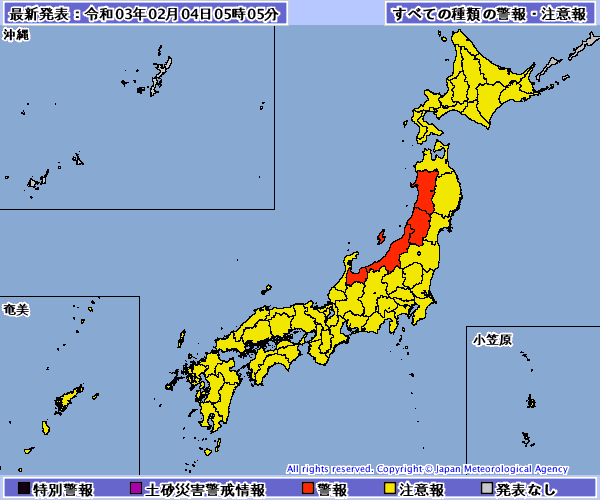 最新発表：令和03年02月04日05時05分
すべての種類の警報・注意報
沖縄
奄美
小笠原
All rights reserved. Copyright © Japan Meteorological Agency
特別警報 土砂災害警戒情報 警報 注意報 発表なし